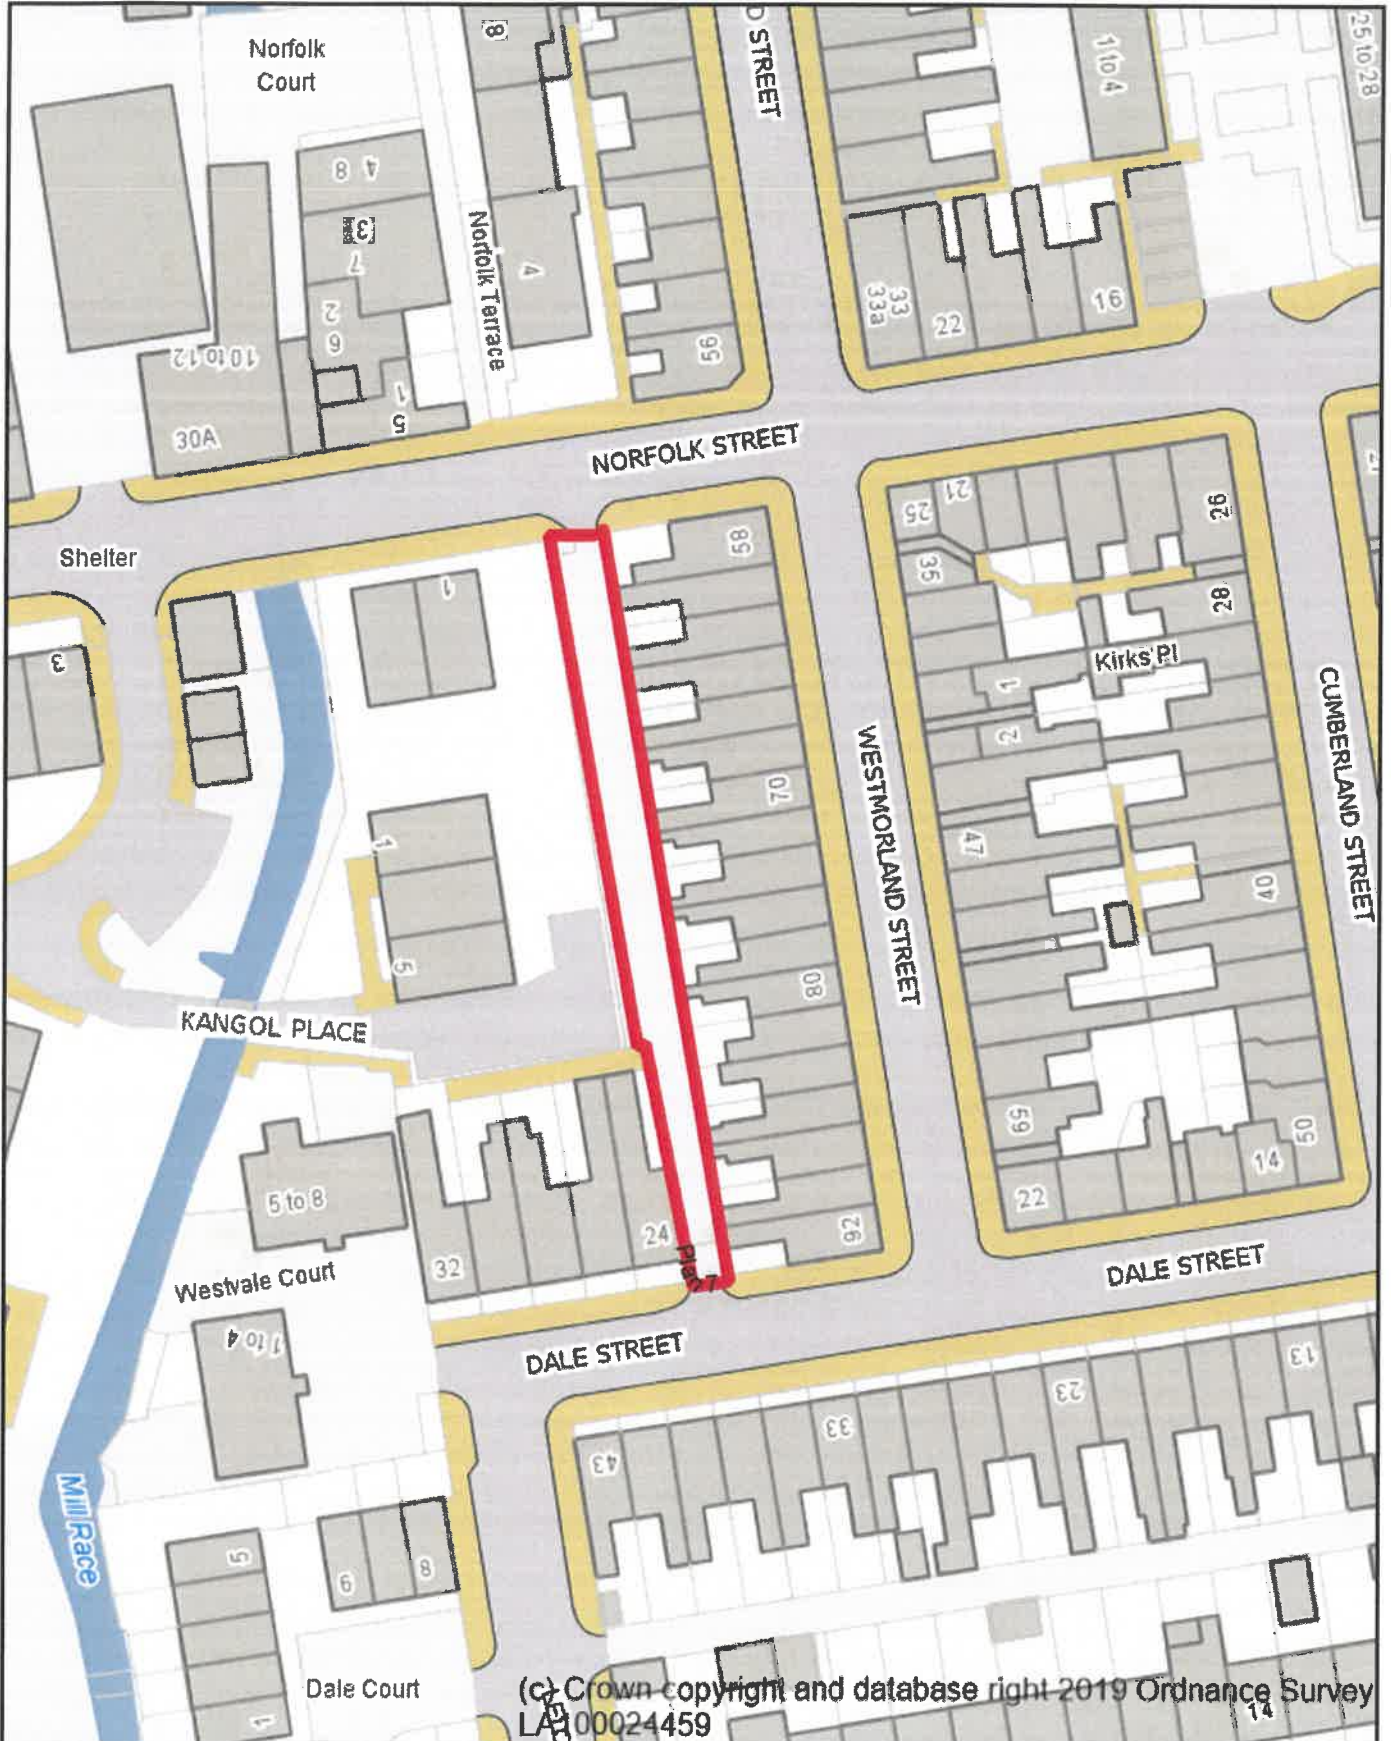 Norfolk
Court
8
D STREET
1 to 4
25 to 28
4
8
3
7
Norfolk Terrace
4
2
6
10 to 12
1
5
30A
56
33
33a
22
16
NORFOLK STREET
Shelter
3
1
58
25
21
26
35
28
Kirks' Pl
1
2
WESTMORLAND STREET
CUMBERLAND STREET
70
47
40
1
5
80
KANGOL PLACE
59
50
14
22
5 to 8
Westvale Court
32
24
Plan 7
92
DALE STREET
DALE STREET
1 to 4
13
23
33
43
Mill Race
5
6
8
1
Dale Court
14
(c) Crown copyright and database right 2019 Ordnance Survey
LA100024459